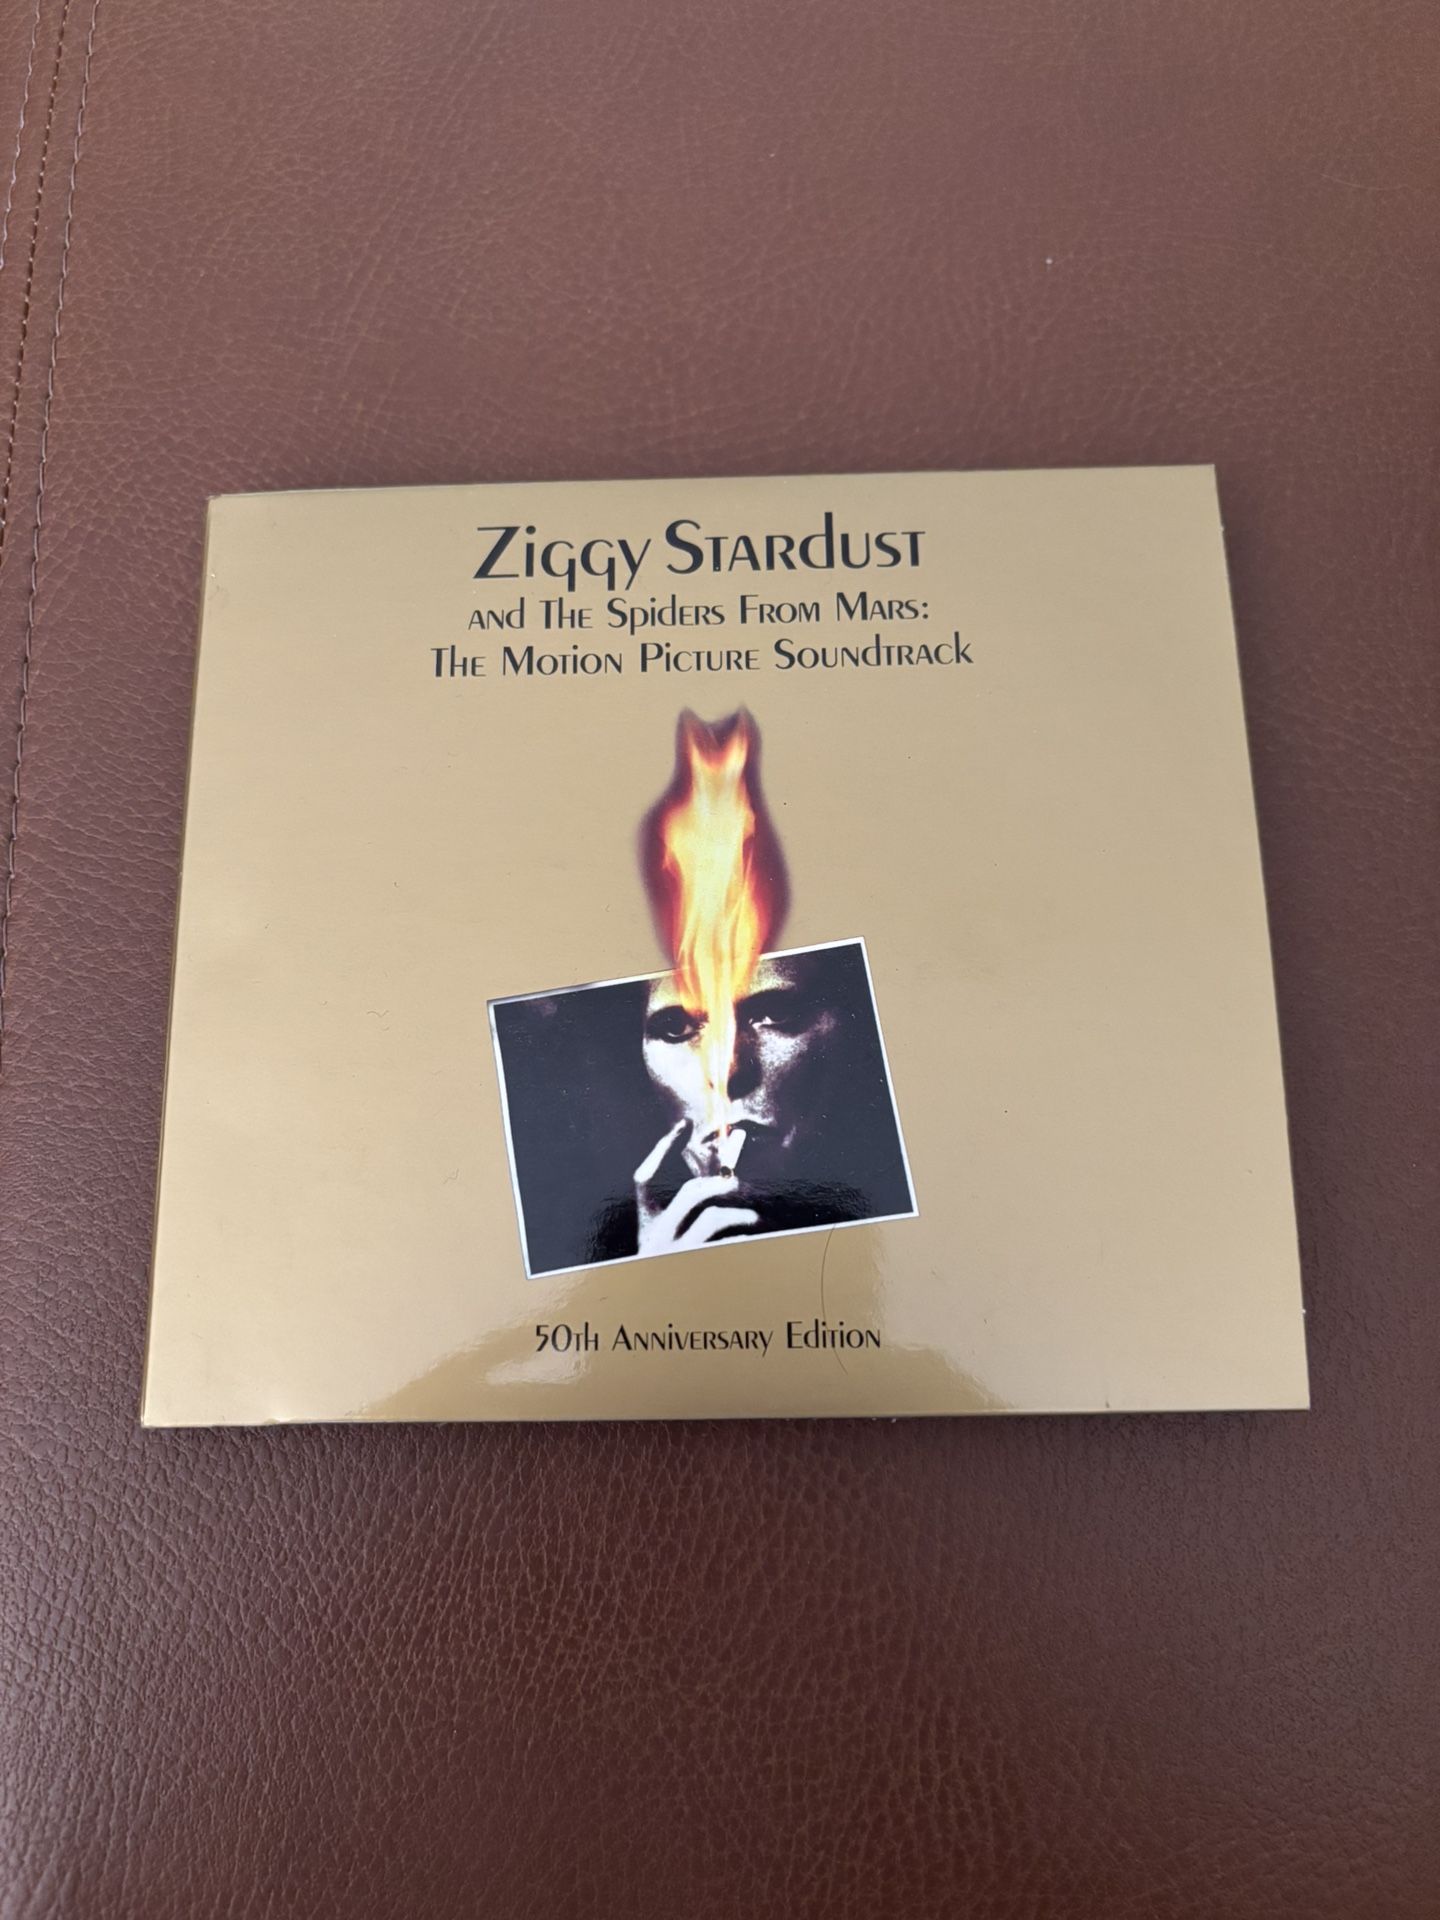 Ziggy Stardust
and The Spiders From Mars:
The Motion Picture Soundtrack
50th Anniversary Edition